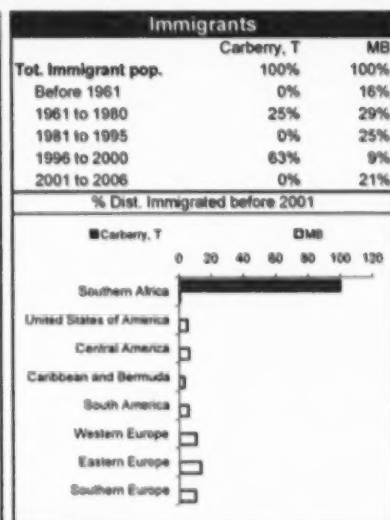 Immigrants
Carberry, T MB
Tot. Immigrant pop. 100% 100%
Before 1961 0% 16%
1961 to 1980 25% 29%
1981 to 1995 0% 25%
1996 to 2000 63% 9%
2001 to 2006 0% 21%
% Dist. Immigrated before 2001
Carberry, T MB
0 20 40 60 80 100 120
Southern Africa
United States of America
Central America
Caribbean and Bermuda
South America
Western Europe
Eastern Europe
Southern Europe